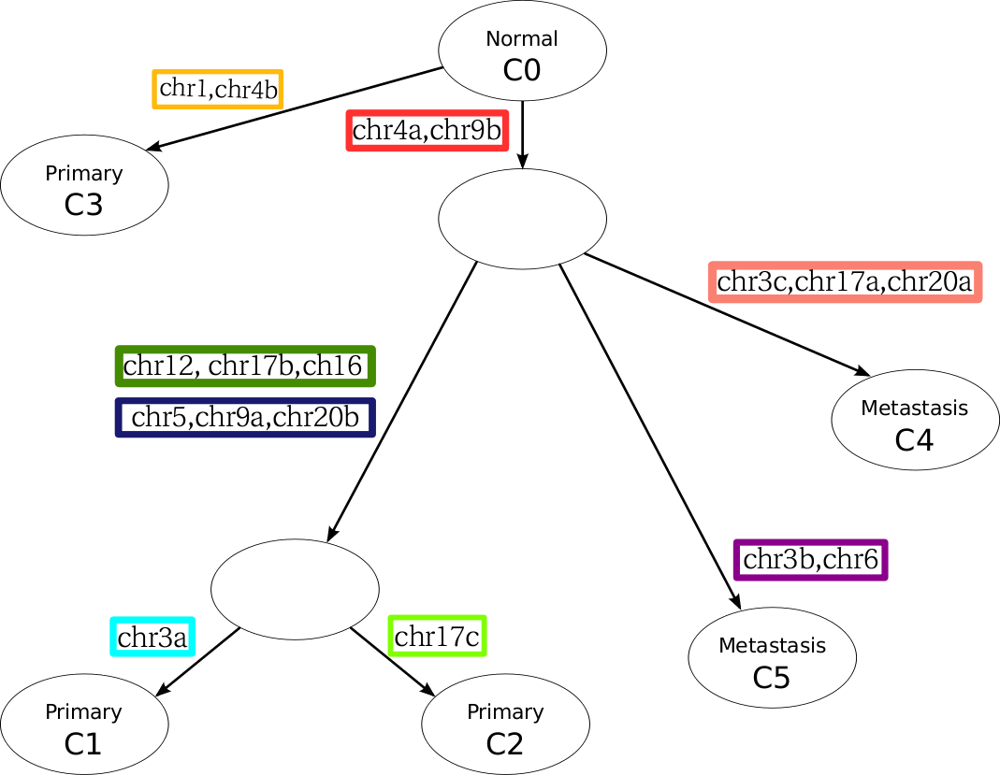 Normal
C0
chr1,chr4b
chr4a,chr9b
Primary
C3
chr3c,chr17a,chr20a
chr12, chr17b,ch16
chr5,chr9a,chr20b
Metastasis
C4
chr3b,chr6
chr3a
chr17c
Metastasis
C5
Primary
C1
Primary
C2